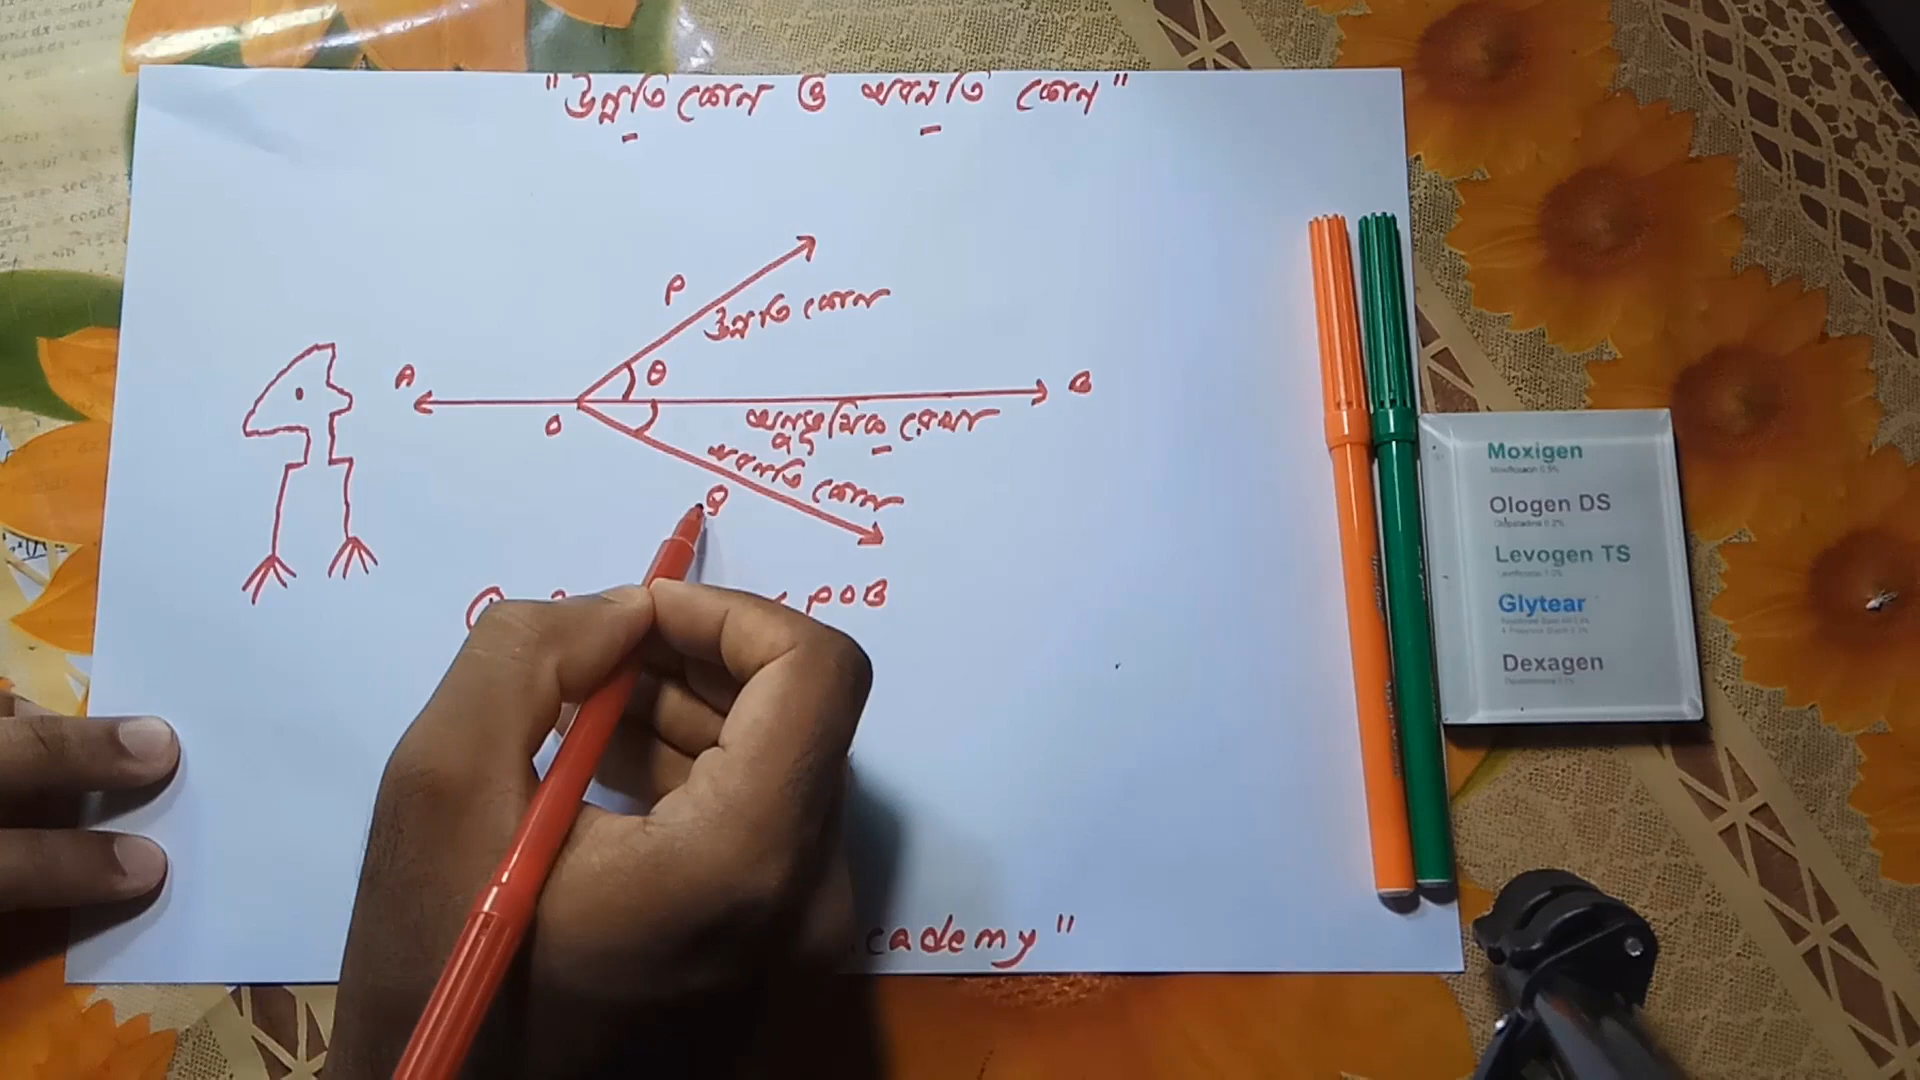 "উন্নতি কোন ও অবনতি কোন"
P
উন্নতি কোন
A
θ
B
O
অনুভূমিক রেখা
অবনতি কোন
Q
POB
cademy"
Moxigen
Ologen DS
Levogen TS
Glytear
Dexagen